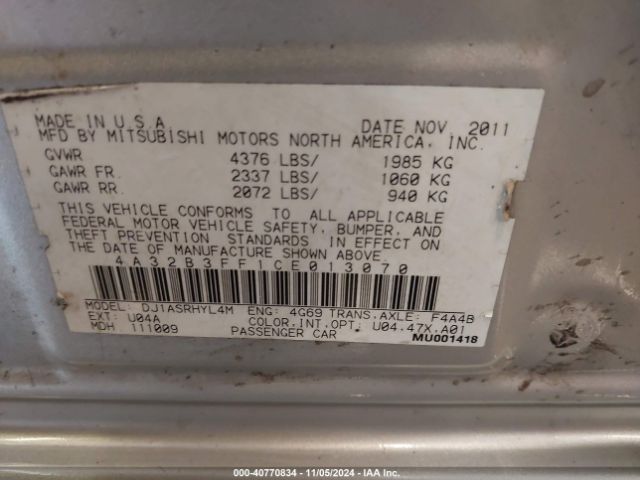 MADE IN U.S.A. DATE NOV 2011
MFD BY MITSUBISHI MOTORS NORTH AMERICA, INC.
GVWR 4376 LBS/ 1985 KG
GAWR FR. 2337 LBS/ 1060 KG
GAWR RR. 2072 LBS/ 940 KG
THIS VEHICLE CONFORMS TO ALL APPLICABLE
FEDERAL MOTOR VEHICLE SAFETY, BUMPER, AND
THEFT PREVENTION STANDARDS IN EFFECT ON
THE DATE OF MANUFACTURE SHOWN ABOVE.
4A32B3FF1CE013070
MODEL: DJ1ASRHYL4M ENG: 4G69 TRANS.AXLE: F4A4B
EXT: U04A COLOR.INT.OPT: U04.47X.A01
MDH 111009 PASSENGER CAR
MU001418
000-40770834 - 11/05/2024 - IAA Inc.